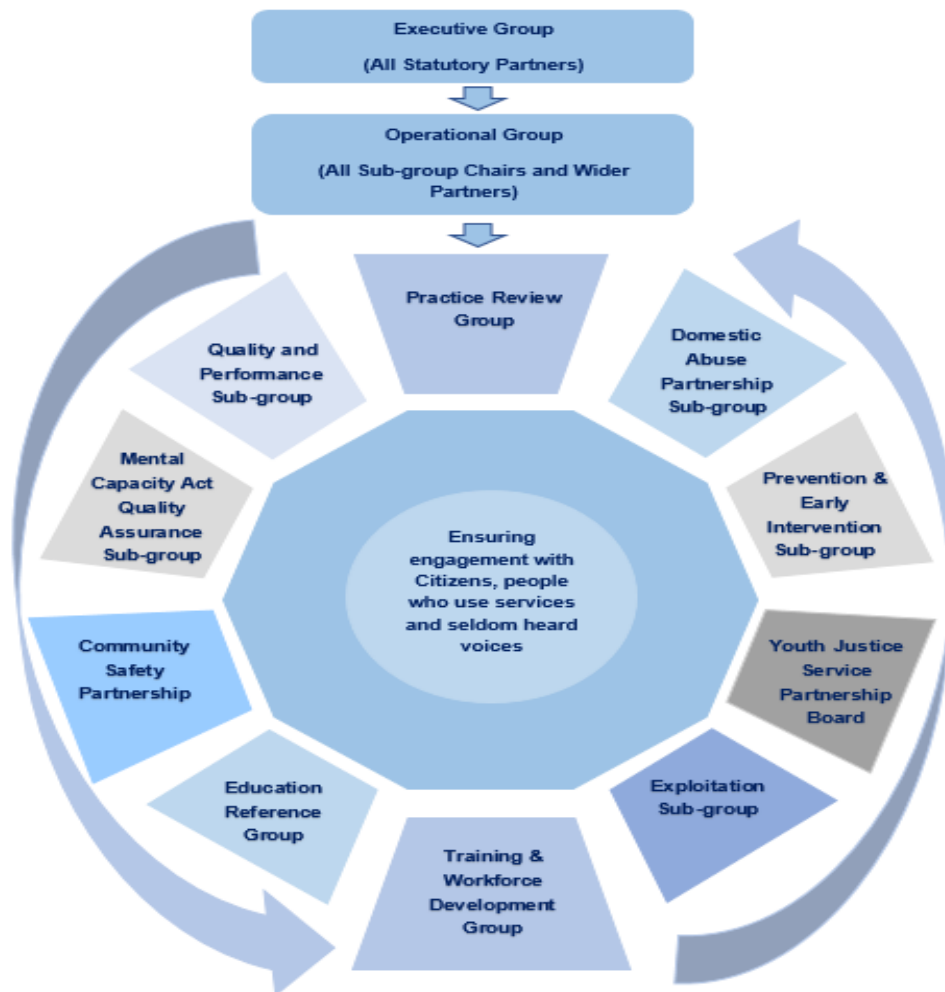 Executive Group
(All Statutory Partners)
Operational Group
(All Sub-group Chairs and Wider
Partners)
Practice Review
Group
Domestic
Abuse
Partnership
Sub-group
Prevention &
Early
Intervention
Sub-group
Youth Justice
Service
Partnership
Board
Exploitation
Sub-group
Training &
Workforce
Development
Group
Education
Reference
Group
Community
Safety
Partnership
Mental
Capacity Act
Quality
Assurance
Sub-group
Quality and
Performance
Sub-group
Ensuring
engagement with
Citizens, people
who use services
and seldom heard
voices